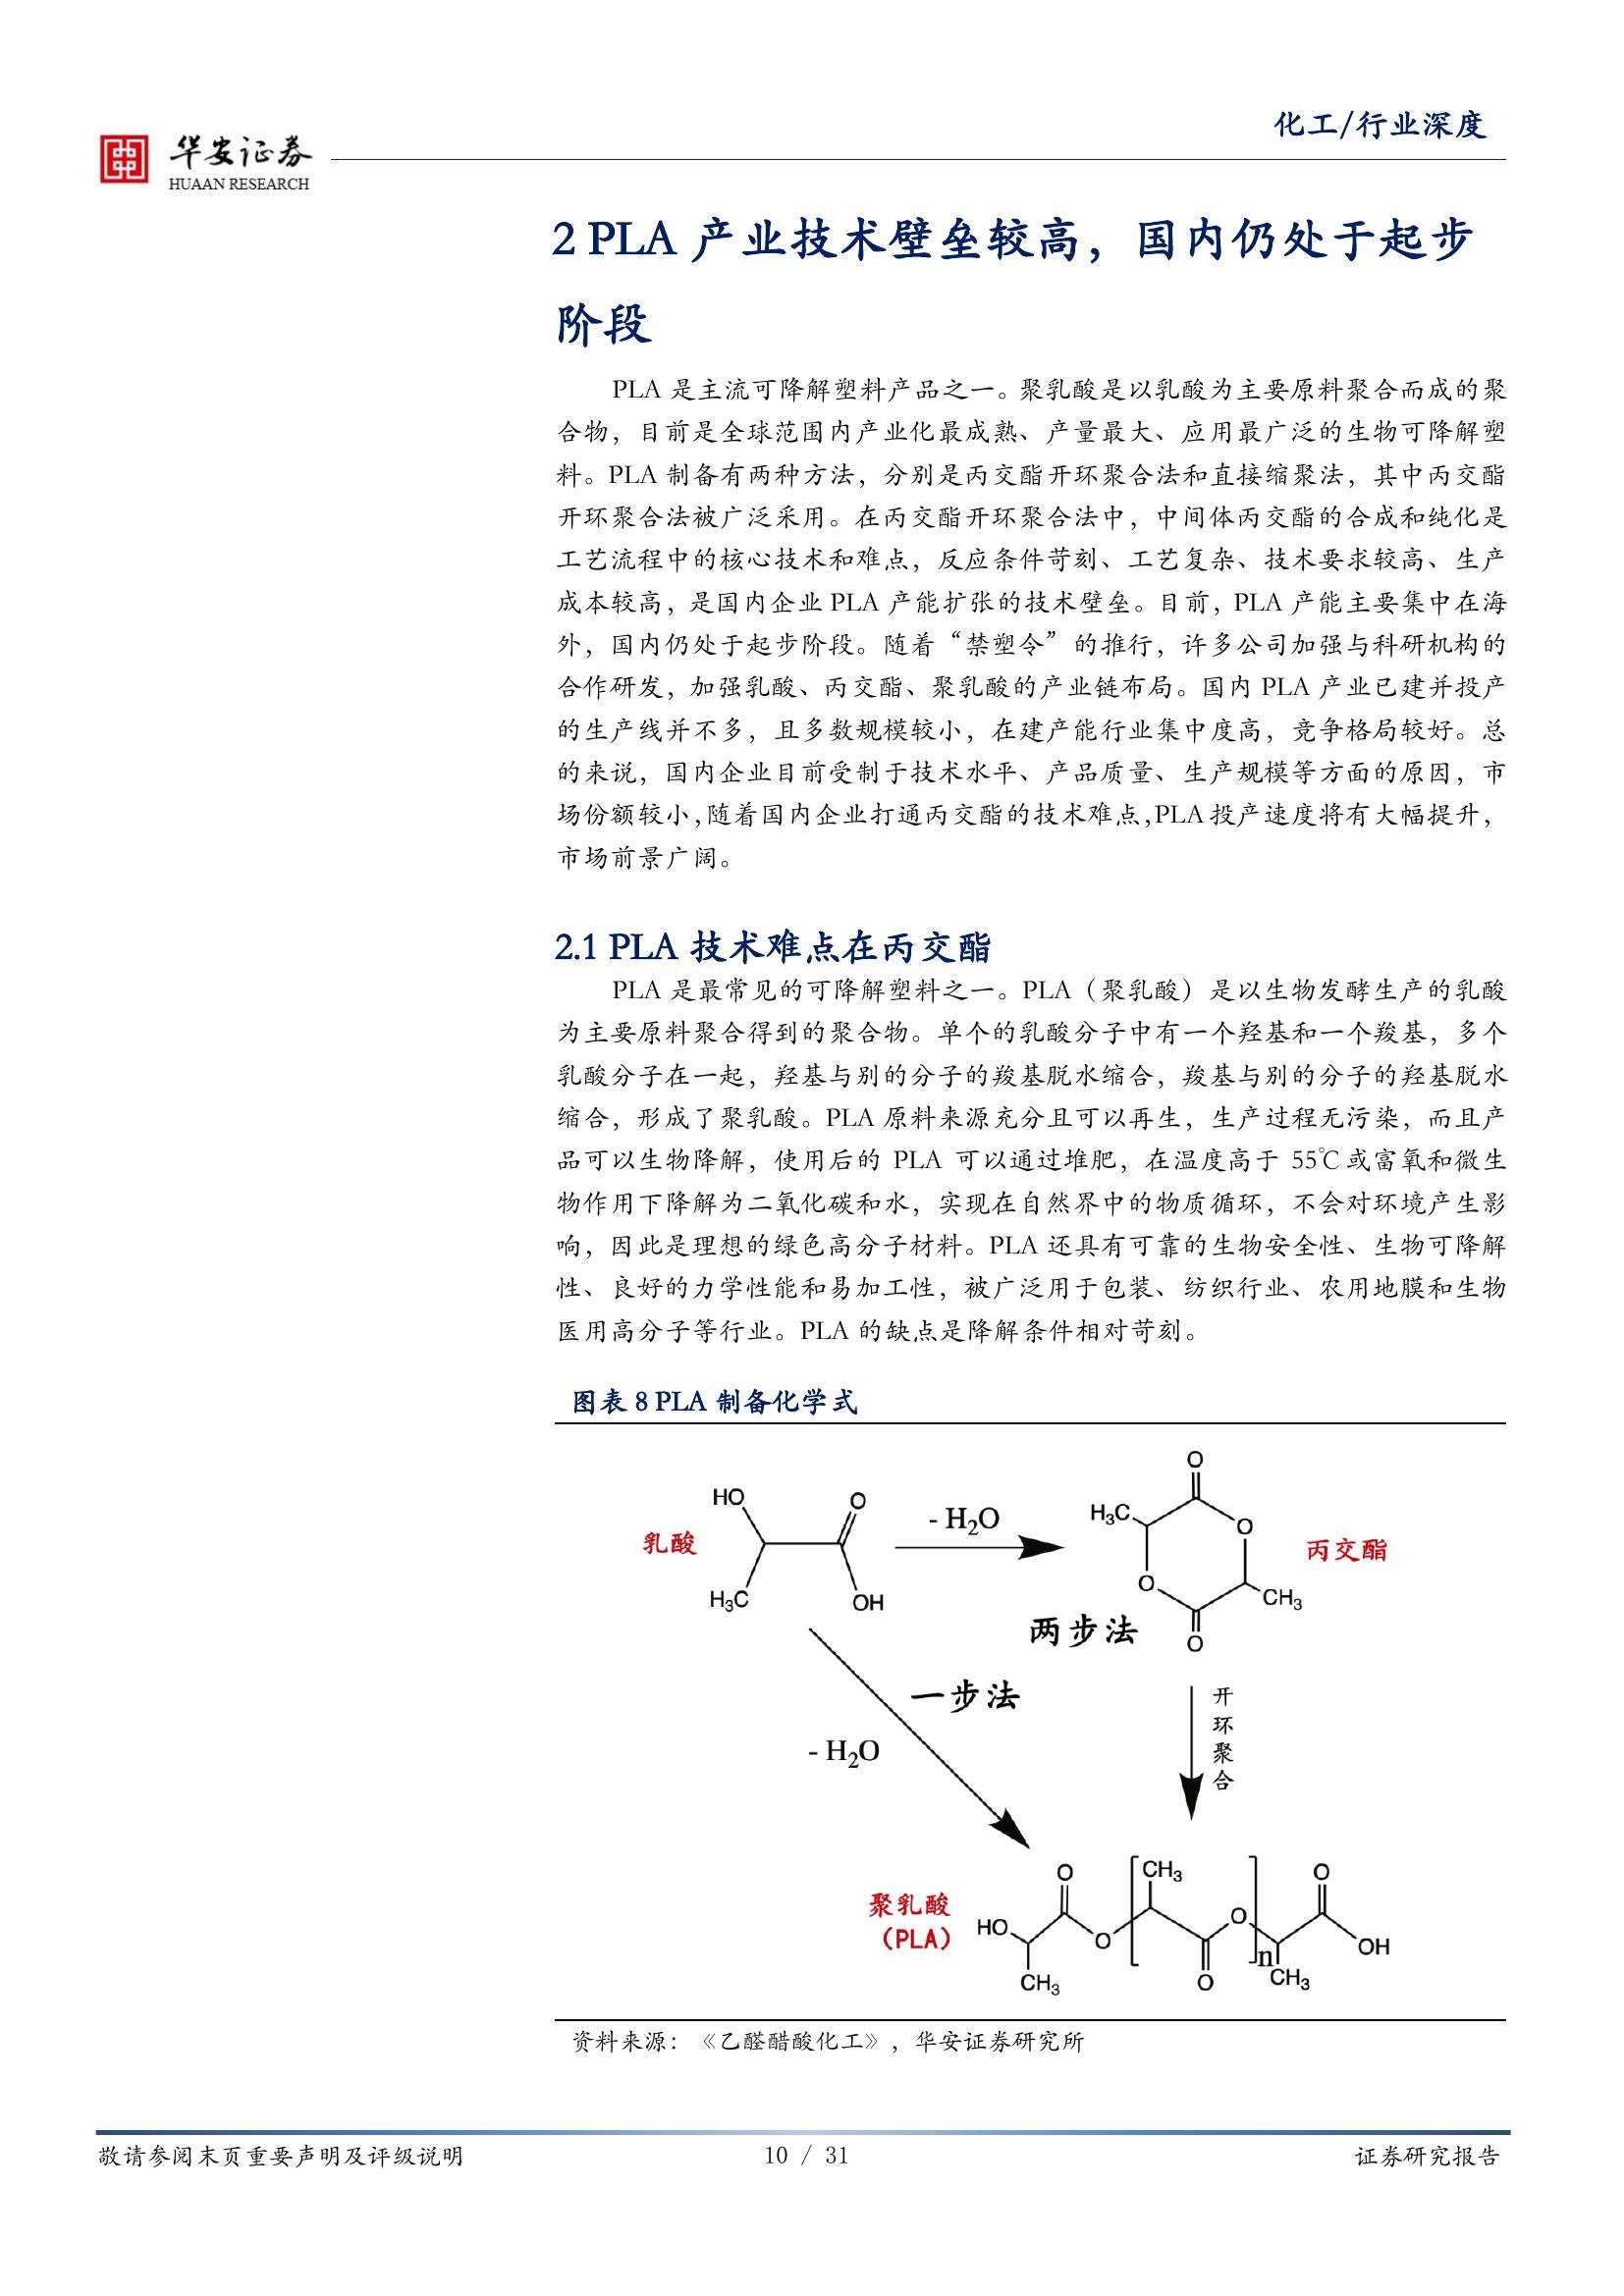 化工/行业深度
华安证券
HUAAN RESEARCH
2 PLA 产业技术壁垒较高，国内仍处于起步
阶段
PLA 是主流可降解塑料产品之一。聚乳酸是以乳酸为主要原料聚合而成的聚
合物，目前是全球范围内产业化最成熟、产量最大、应用最广泛的生物可降解塑
料。PLA 制备有两种方法，分别是丙交酯开环聚合法和直接缩聚法，其中丙交酯
开环聚合法被广泛采用。在丙交酯开环聚合法中，中间体丙交酯的合成和纯化是
工艺流程中的核心技术和难点，反应条件苛刻、工艺复杂、技术要求较高、生产
成本较高，是国内企业 PLA 产能扩张的技术壁垒。目前，PLA 产能主要集中在海
外，国内仍处于起步阶段。随着“禁塑令”的推行，许多公司加强与科研机构的
合作研发，加强乳酸、丙交酯、聚乳酸的产业链布局。国内 PLA 产业已建并投产
的生产线并不多，且多数规模较小，在建产能行业集中度高，竞争格局较好。总
的来说，国内企业目前受制于技术水平、产品质量、生产规模等方面的原因，市
场份额较小，随着国内企业打通丙交酯的技术难点，PLA 投产速度将有大幅提升，
市场前景广阔。
2.1 PLA 技术难点在丙交酯
PLA 是最常见的可降解塑料之一。PLA（聚乳酸）是以生物发酵生产的乳酸
为主要原料聚合得到的聚合物。单个的乳酸分子中有一个羟基和一个羧基，多个
乳酸分子在一起，羟基与别的分子的羧基脱水缩合，羧基与别的分子的羟基脱水
缩合，形成了聚乳酸。PLA 原料来源充分且可以再生，生产过程无污染，而且产
品可以生物降解，使用后的 PLA 可以通过堆肥，在温度高于 55℃或富氧和微生
物作用下降解为二氧化碳和水，实现在自然界中的物质循环，不会对环境产生影
响，因此是理想的绿色高分子材料。PLA 还具有可靠的生物安全性、生物可降解
性、良好的力学性能和易加工性，被广泛用于包装、纺织行业、农用地膜和生物
医用高分子等行业。PLA 的缺点是降解条件相对苛刻。
图表 8 PLA 制备化学式
乳酸
HO
O
H₃C
OH
- H₂O
O
H₃C
O
O
CH₃
O
丙交酯
两步法
一步法
- H₂O
开
环
聚
合
聚乳酸
（PLA）
HO
O
CH₃
O
CH₃
O
O
n
CH₃
O
OH
资料来源：《乙醛醋酸化工》，华安证券研究所
敬请参阅末页重要声明及评级说明
10 / 31
证券研究报告